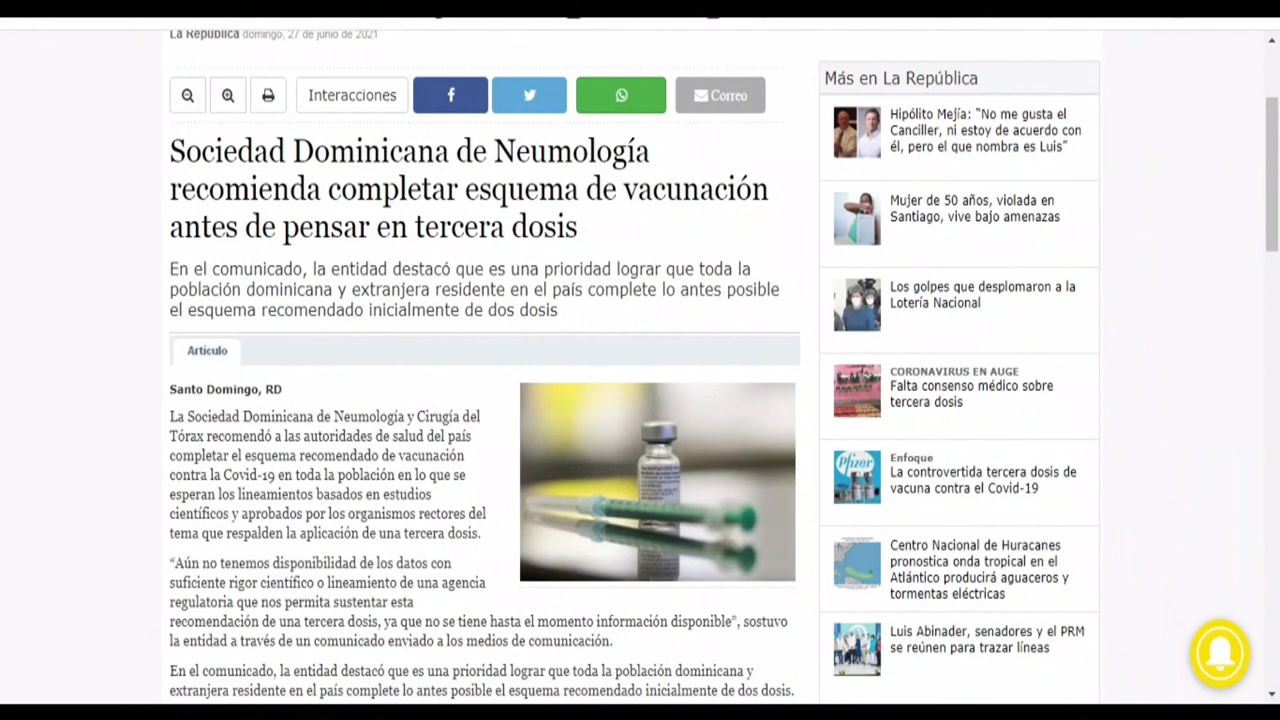 La República domingo, 27 de junio de 2021
Interacciones
Correo
Sociedad Dominicana de Neumología
recomienda completar esquema de vacunación
antes de pensar en tercera dosis
En el comunicado, la entidad destacó que es una prioridad lograr que toda la
población dominicana y extranjera residente en el país complete lo antes posible
el esquema recomendado inicialmente de dos dosis
Artículo
Santo Domingo, RD
La Sociedad Dominicana de Neumología y Cirugía del
Tórax recomendó a las autoridades de salud del país
completar el esquema recomendado de vacunación
contra la Covid-19 en toda la población en lo que se
esperan los lineamientos basados en estudios
científicos y aprobados por los organismos rectores del
tema que respalden la aplicación de una tercera dosis.
“Aún no tenemos disponibilidad de los datos con
suficiente rigor científico o lineamiento de una agencia
regulatoria que nos permita sustentar esta
recomendación de una tercera dosis, ya que no se tiene hasta el momento información disponible”, sostuvo
la entidad a través de un comunicado enviado a los medios de comunicación.
En el comunicado, la entidad destacó que es una prioridad lograr que toda la población dominicana y
extranjera residente en el país complete lo antes posible el esquema recomendado inicialmente de dos dosis.
Más en La República
Hipólito Mejía: “No me gusta el
Canciller, ni estoy de acuerdo con
él, pero el que nombra es Luis”
Mujer de 50 años, violada en
Santiago, vive bajo amenazas
Los golpes que desplomaron a la
Lotería Nacional
CORONAVIRUS EN AUGE
Falta consenso médico sobre
tercera dosis
Pfizer
Enfoque
La controvertida tercera dosis de
vacuna contra el Covid-19
Centro Nacional de Huracanes
pronostica onda tropical en el
Atlántico producirá aguaceros y
tormentas eléctricas
Luis Abinader, senadores y el PRM
se reúnen para trazar líneas